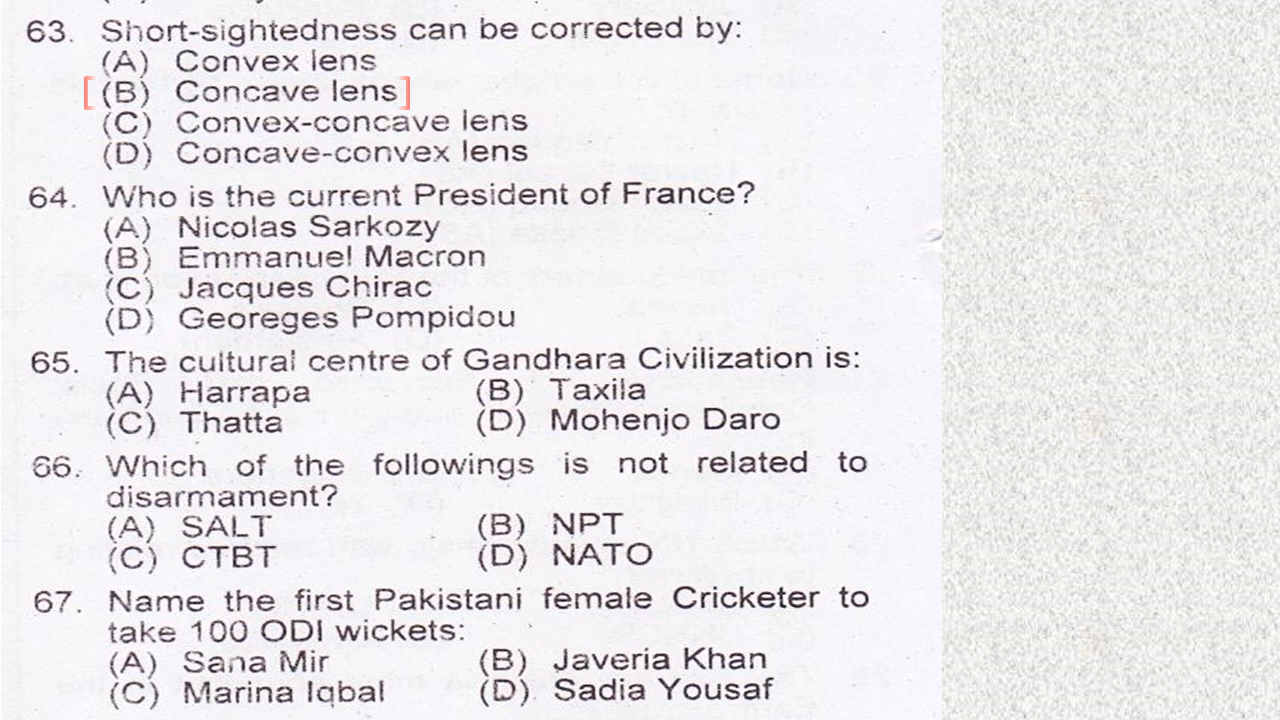 63. Short-sightedness can be corrected by:
(A) Convex lens
[(B) Concave lens]
(C) Convex-concave lens
(D) Concave-convex lens
64. Who is the current President of France?
(A) Nicolas Sarkozy
(B) Emmanuel Macron
(C) Jacques Chirac
(D) Georeges Pompidou
65. The cultural centre of Gandhara Civilization is:
(A) Harrapa (B) Taxila
(C) Thatta (D) Mohenjo Daro
66. Which of the followings is not related to
disarmament?
(A) SALT (B) NPT
(C) CTBT (D) NATO
67. Name the first Pakistani female Cricketer to
take 100 ODI wickets:
(A) Sana Mir (B) Javeria Khan
(C) Marina Iqbal (D) Sadia Yousaf